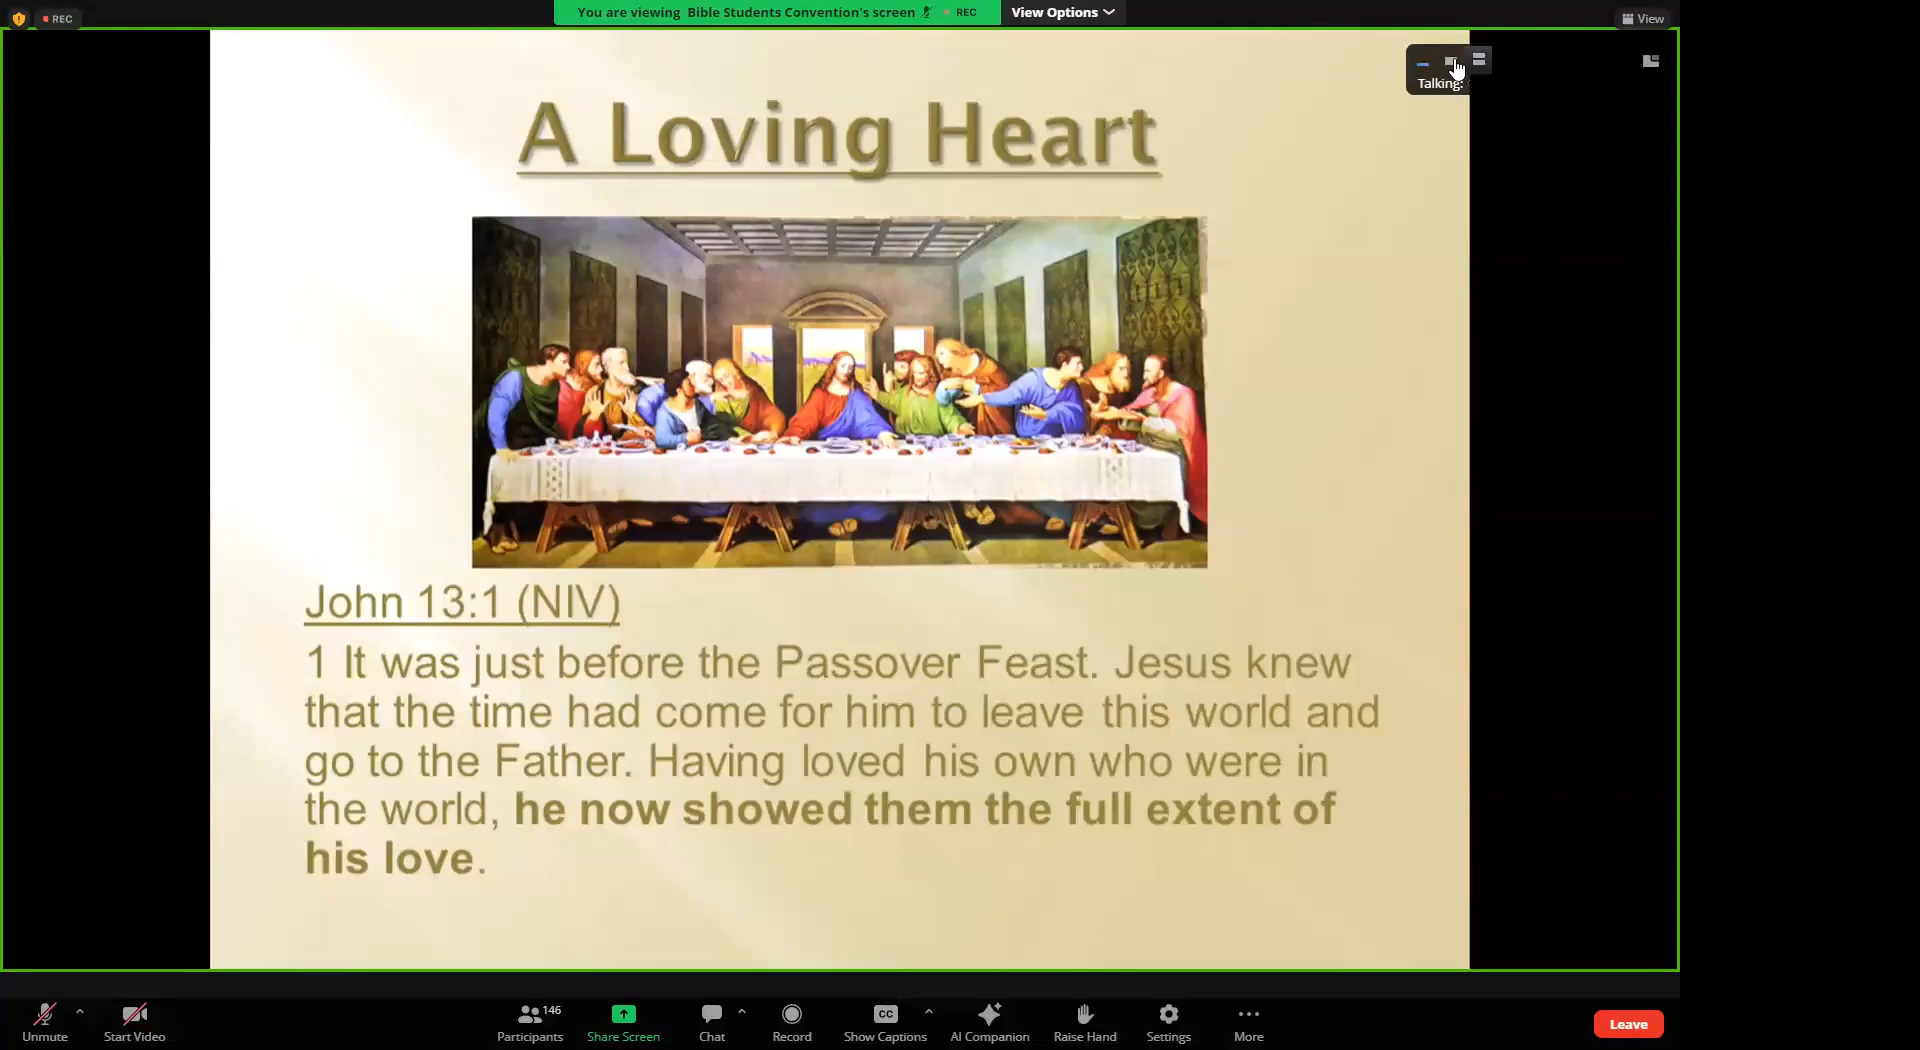 REC
You are viewing Bible Students Convention's screen REC
View Options
View
Talking:
A Loving Heart
John 13:1 (NIV)
1 It was just before the Passover Feast. Jesus knew
that the time had come for him to leave this world and
go to the Father. Having loved his own who were in
the world, he now showed them the full extent of
his love.
Unmute
Start Video
Participants 146
Share Screen
Chat
Record
CC
Show Captions
AI Companion
Raise Hand
Settings
More
Leave